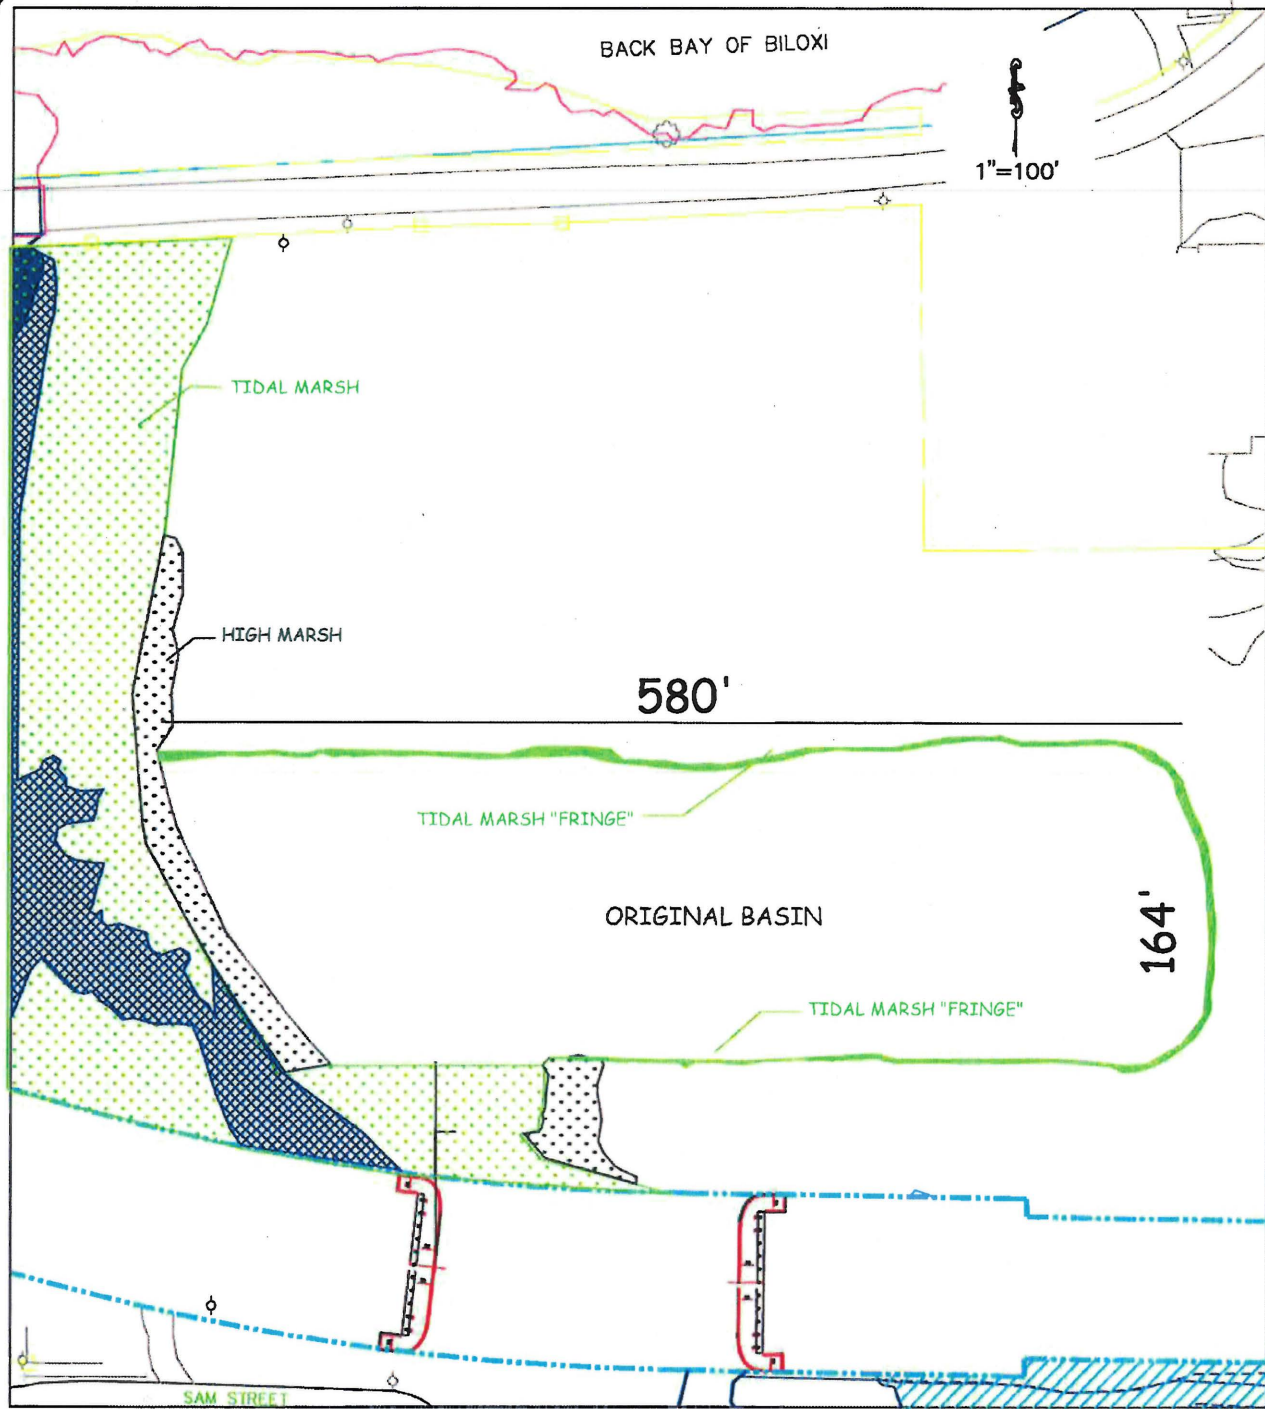 BACK BAY OF BILOXI
1"=100'
TIDAL MARSH
HIGH MARSH
580'
TIDAL MARSH "FRINGE"
ORIGINAL BASIN
164'
TIDAL MARSH "FRINGE"
SAM STREET